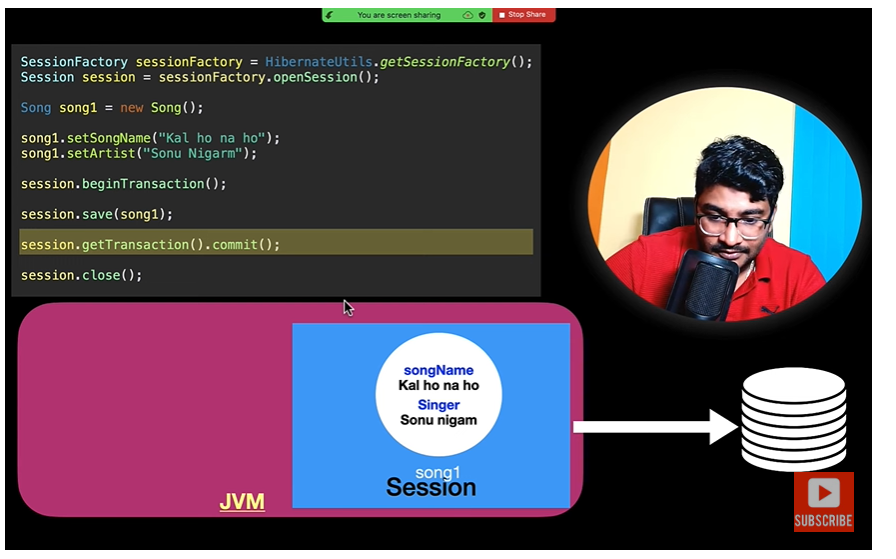 You are screen sharing
Stop Share
SessionFactory sessionFactory = HibernateUtils.getSessionFactory();
Session session = sessionFactory.openSession();
Song song1 = new Song();
song1.setSongName("Kal ho na ho");
song1.setArtist("Sonu Nigarm");
session.beginTransaction();
session.save(song1);
session.getTransaction().commit();
session.close();
songName
Kal ho na ho
Singer
Sonu nigam
song1
Session
JVM
SUBSCRIBE